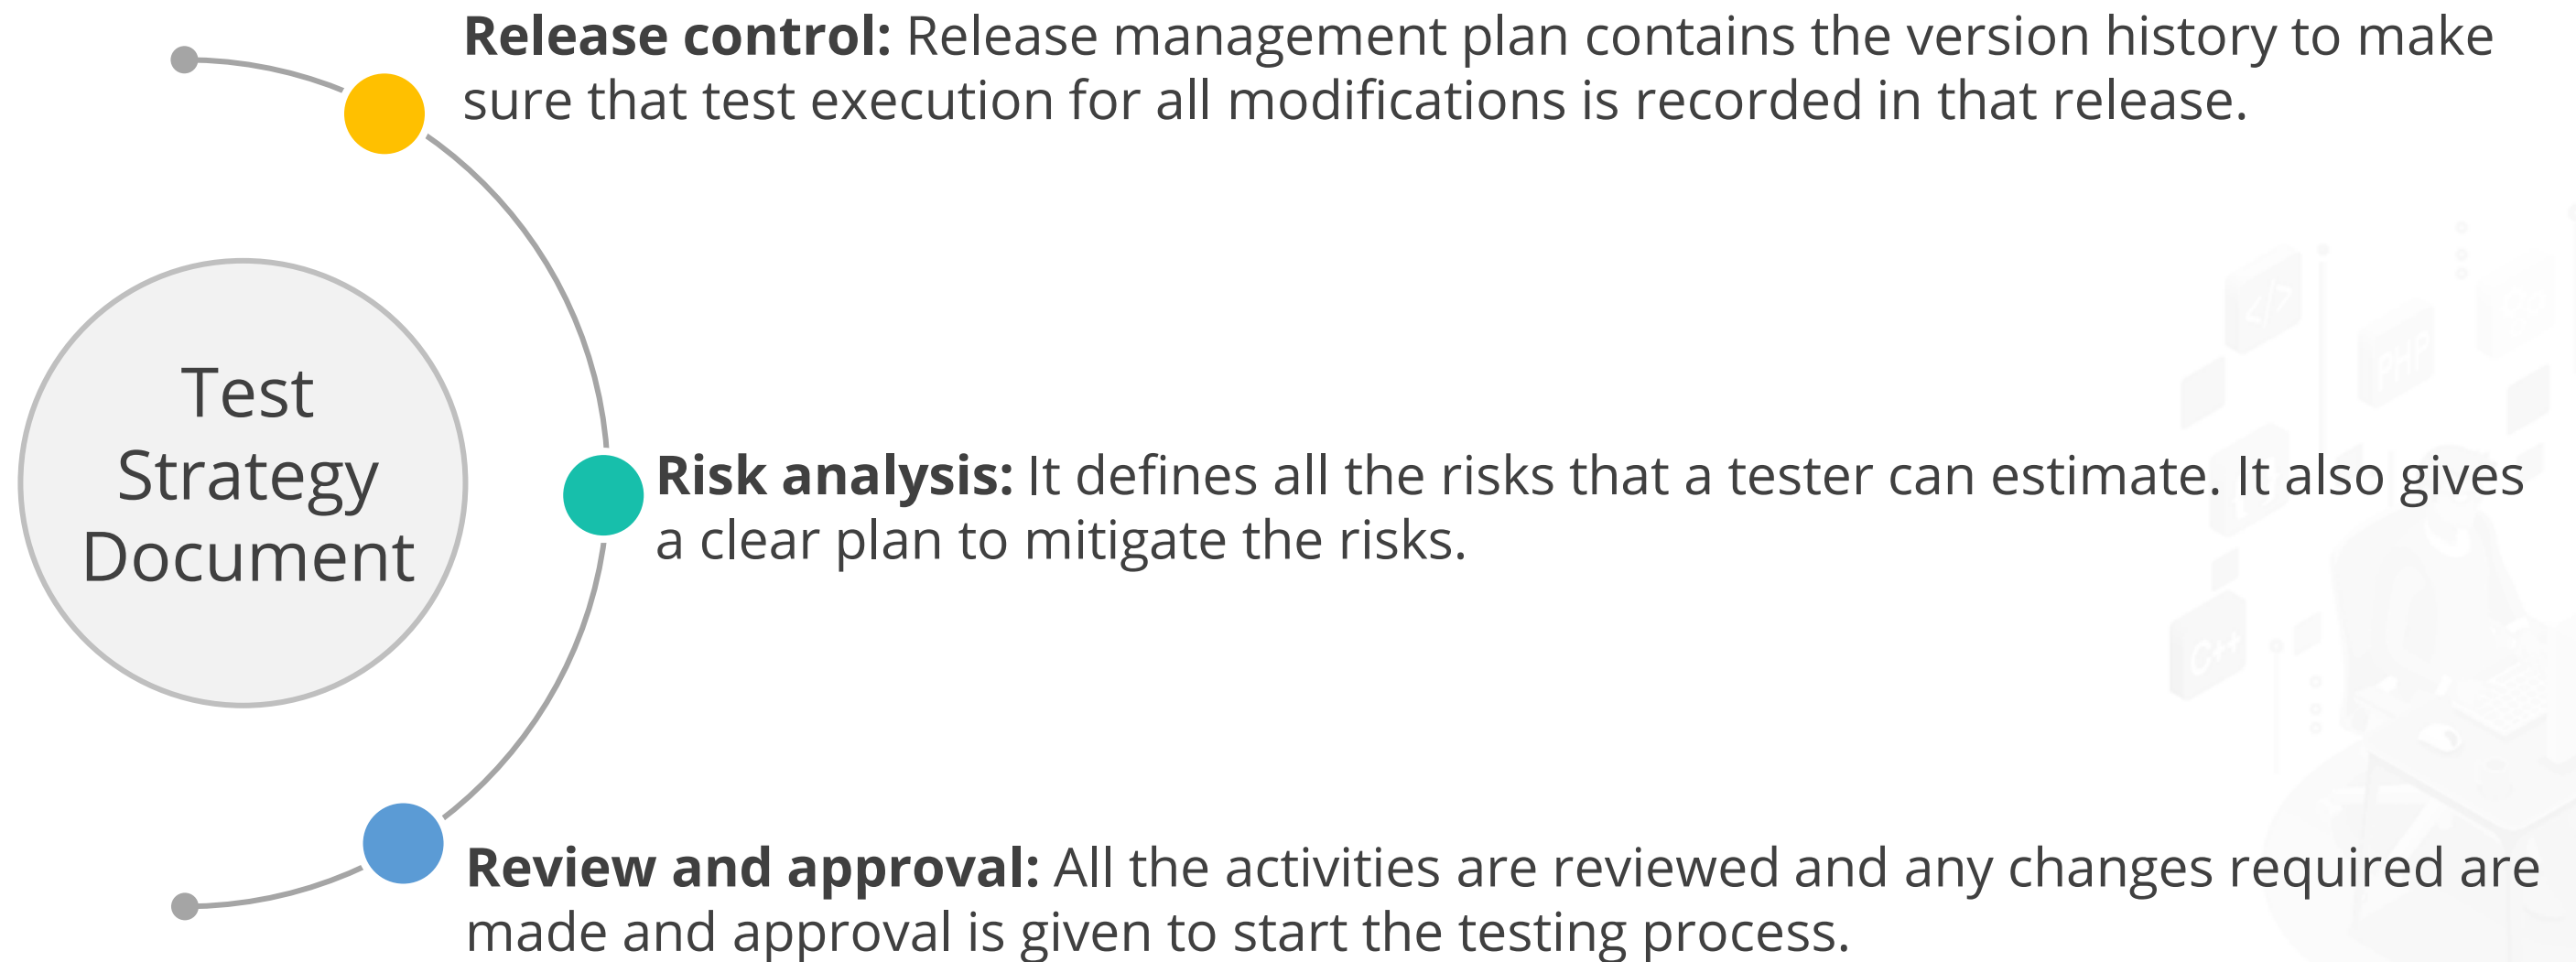 Release control: Release management plan contains the version history to make
sure that test execution for all modifications is recorded in that release.
Test
Strategy
Document
Risk analysis: It defines all the risks that a tester can estimate. It also gives
a clear plan to mitigate the risks.
Review and approval: All the activities are reviewed and any changes required are
made and approval is given to start the testing process.
</>
PHP
C++